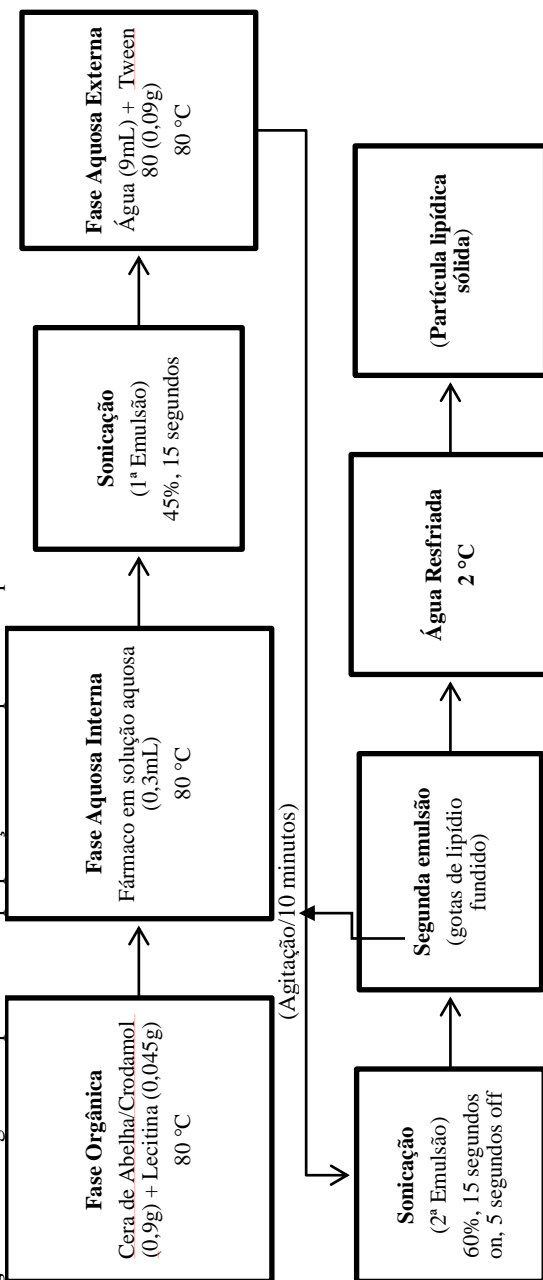 Fase Orgânica
Cera de Abelha/Crodamol
(0,9g) + Lecitina (0,045g)
80 °C
Fase Aquosa Interna
Fármaco em solução aquosa
(0,3mL)
80 °C
Sonicação
(1ª Emulsão)
45%, 15 segundos
Fase Aquosa Externa
Água (9mL) + Tween
80 (0,09g)
80 °C
(Agitação/10 minutos)
Sonicação
(2ª Emulsão)
60%, 15 segundos
on, 5 segundos off
Segunda emulsão
(gotas de lipídio
fundido)
Água Resfriada
2 °C
(Partícula lipídica
sólida)